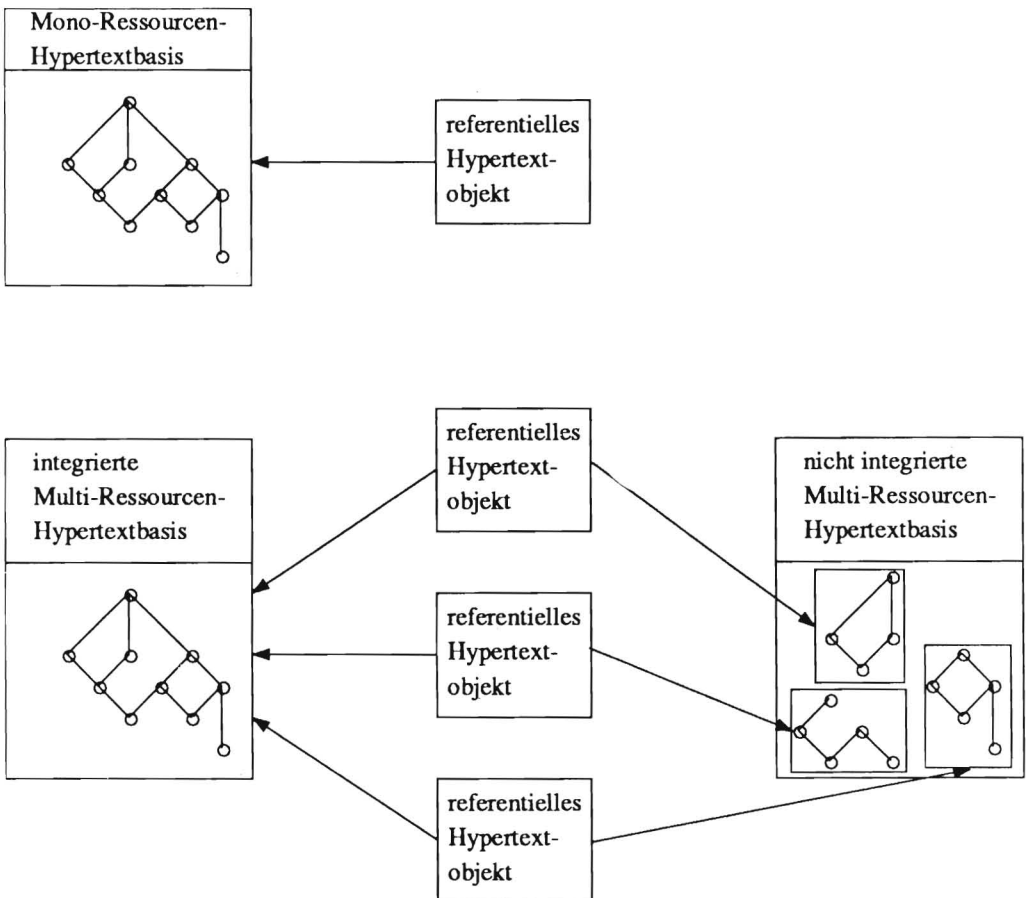 Mono-Ressourcen-
Hypertextbasis
referentielles
Hypertext-
objekt
referentielles
Hypertext-
objekt
integrierte
Multi-Ressourcen-
Hypertextbasis
nicht integrierte
Multi-Ressourcen-
Hypertextbasis
referentielles
Hypertext-
objekt
referentielles
Hypertext-
objekt